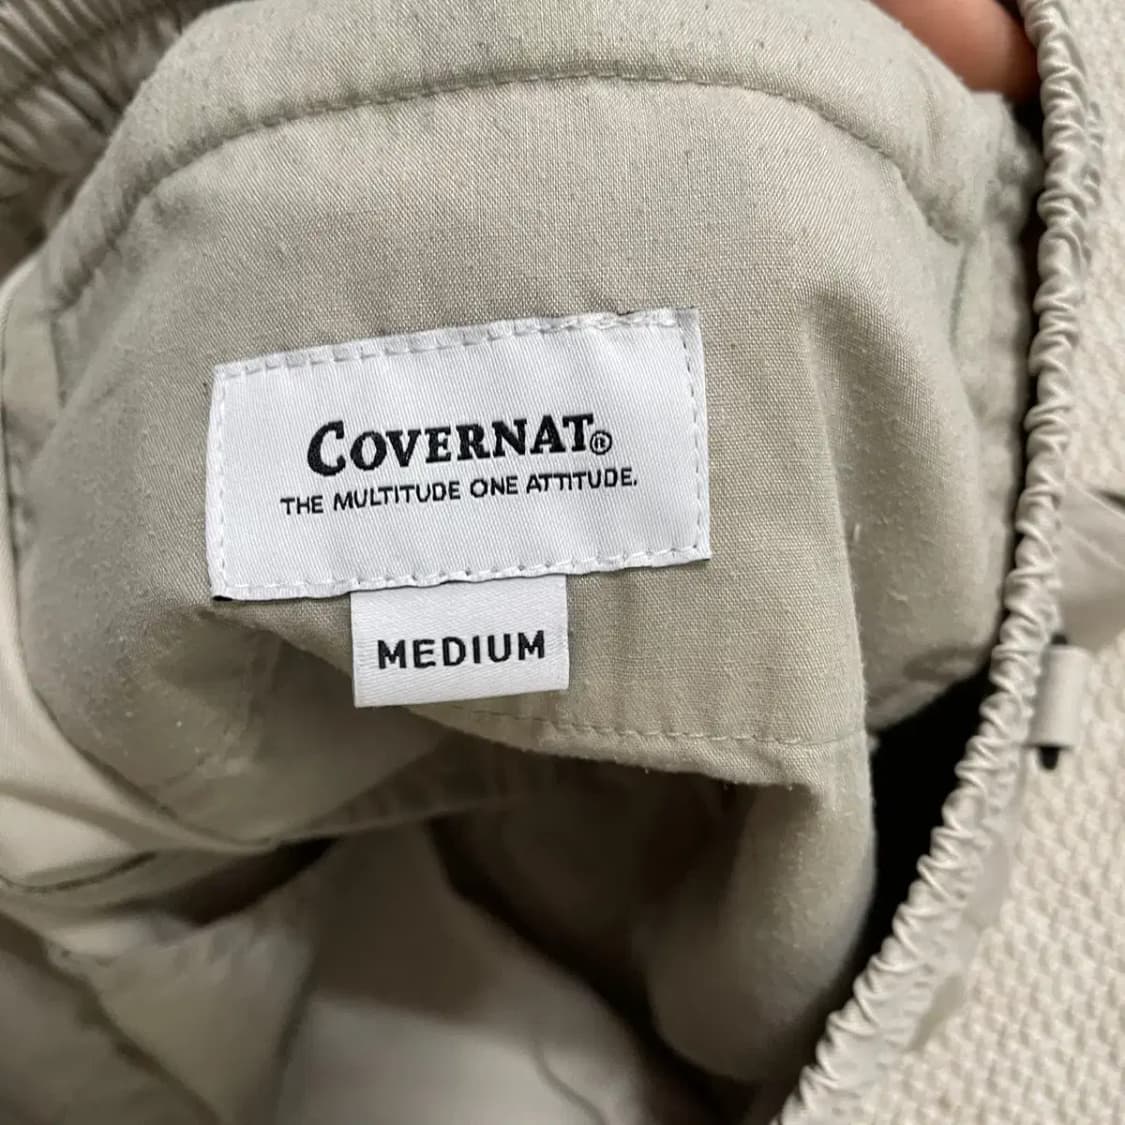 COVERNAT®
THE MULTITUDE ONE ATTITUDE.
MEDIUM